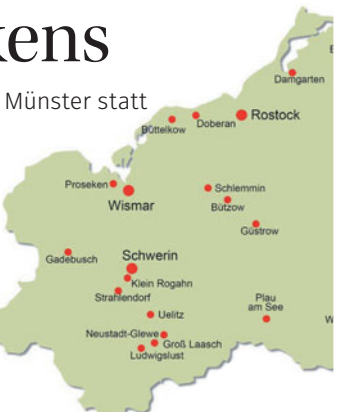 kens
Münster statt
Damgarten
Rostock
Doberan
Büttelkow
Proseken
Wismar
Schlemmin
Bützow
Güstrow
Gadebusch
Schwerin
Klein Rogahn
Strahlendorf
Plau
am See
Uelitz
Neustadt-Glewe
Groß Laasch
Ludwigslust
W